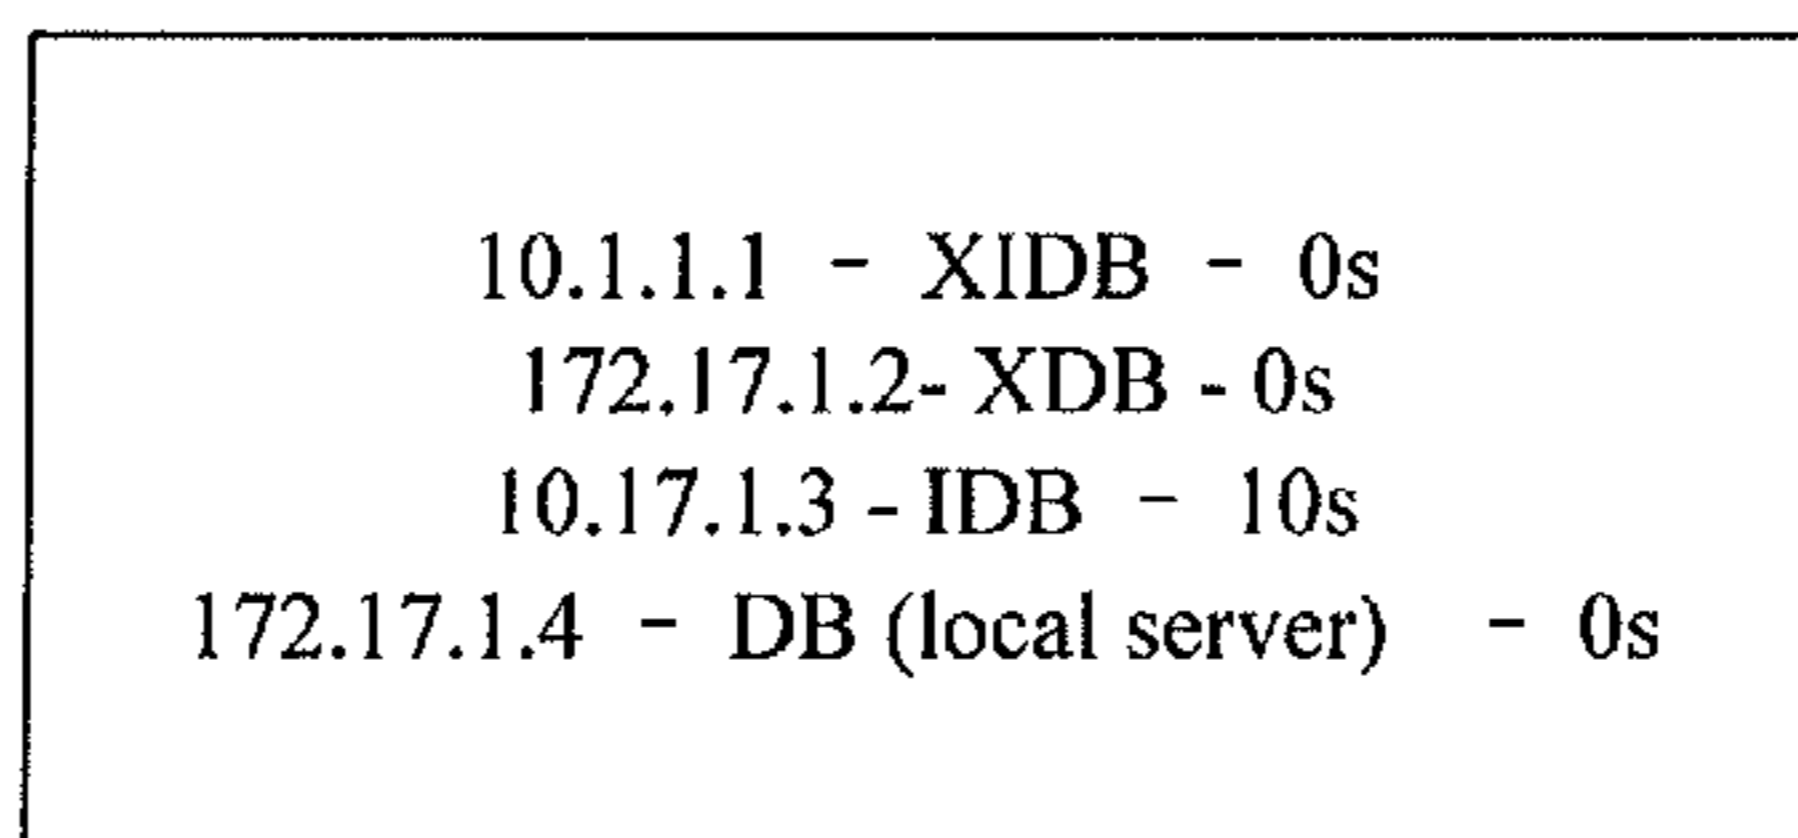 10.1.1.1 - XIDB - 0s
172.17.1.2- XDB - 0s
10.17.1.3 - IDB - 10s
172.17.1.4 - DB (local server) - 0s